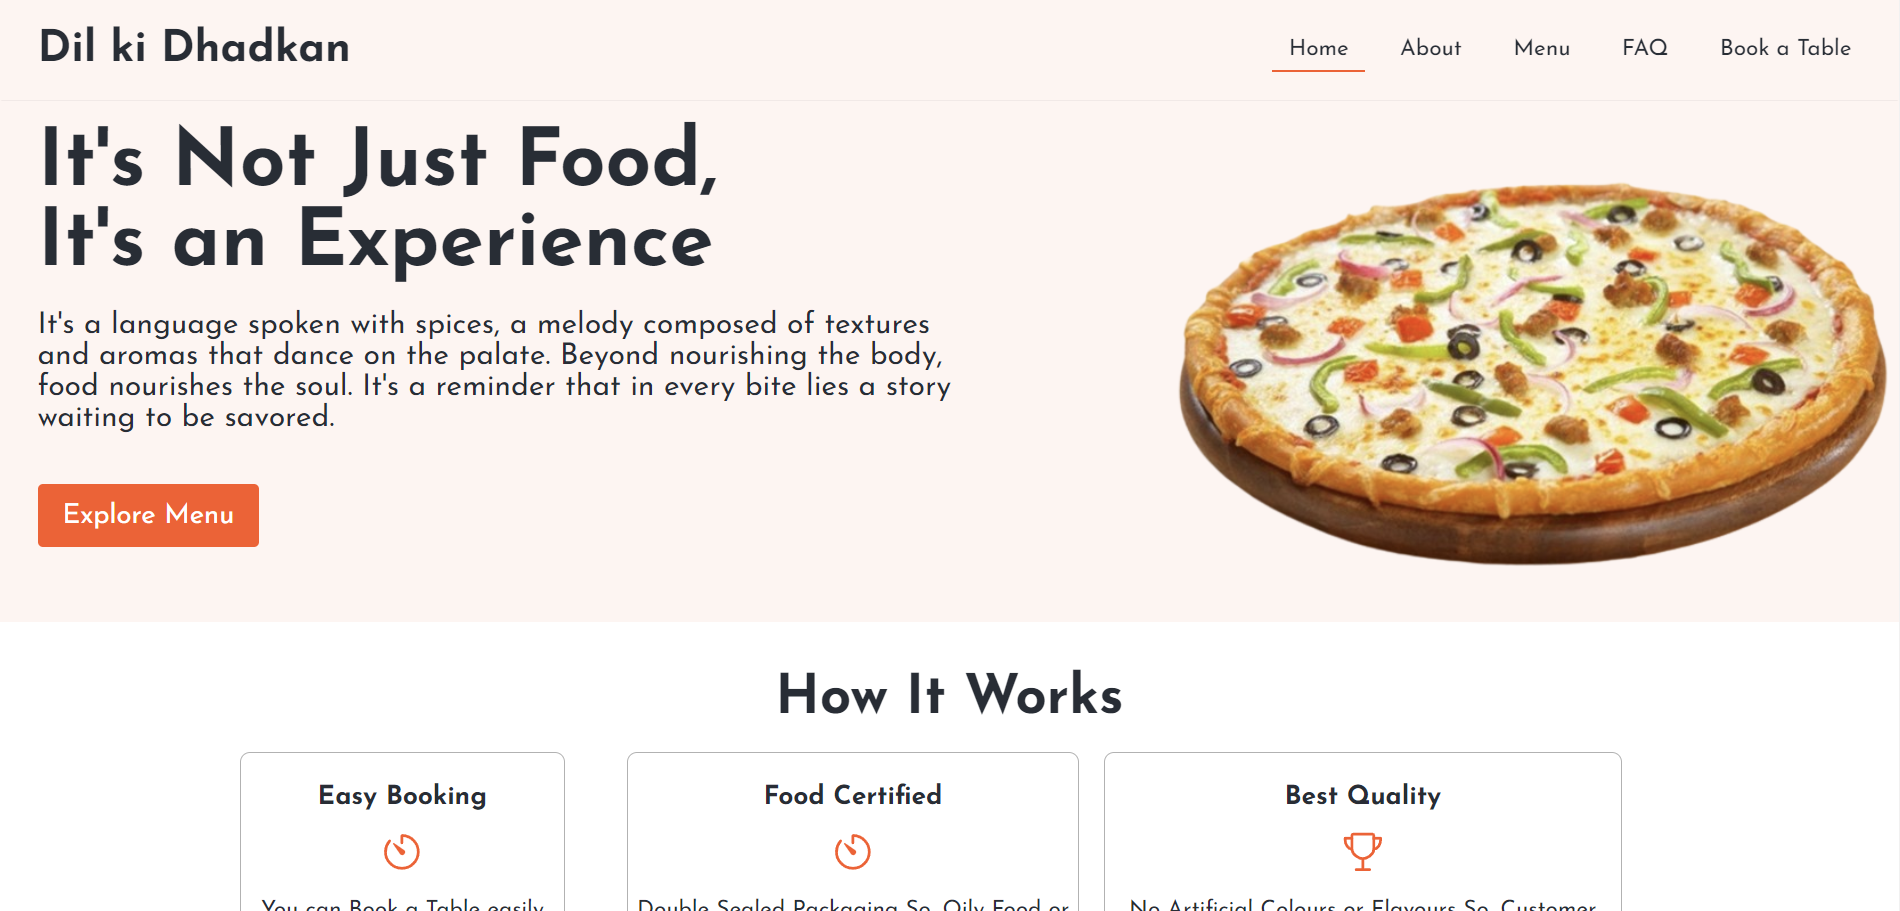 Dil ki Dhadkan
Home About Menu FAQ Book a Table
It's Not Just Food,
It's an Experience
It's a language spoken with spices, a melody composed of textures
and aromas that dance on the palate. Beyond nourishing the body,
food nourishes the soul. It's a reminder that in every bite lies a story
waiting to be savored.
Explore Menu
How It Works
Easy Booking
Food Certified
Best Quality
You can Book a Table easily
Double Sealed Packaging So, Oily Food or
No Artificial Colours or Flavours So, Customer